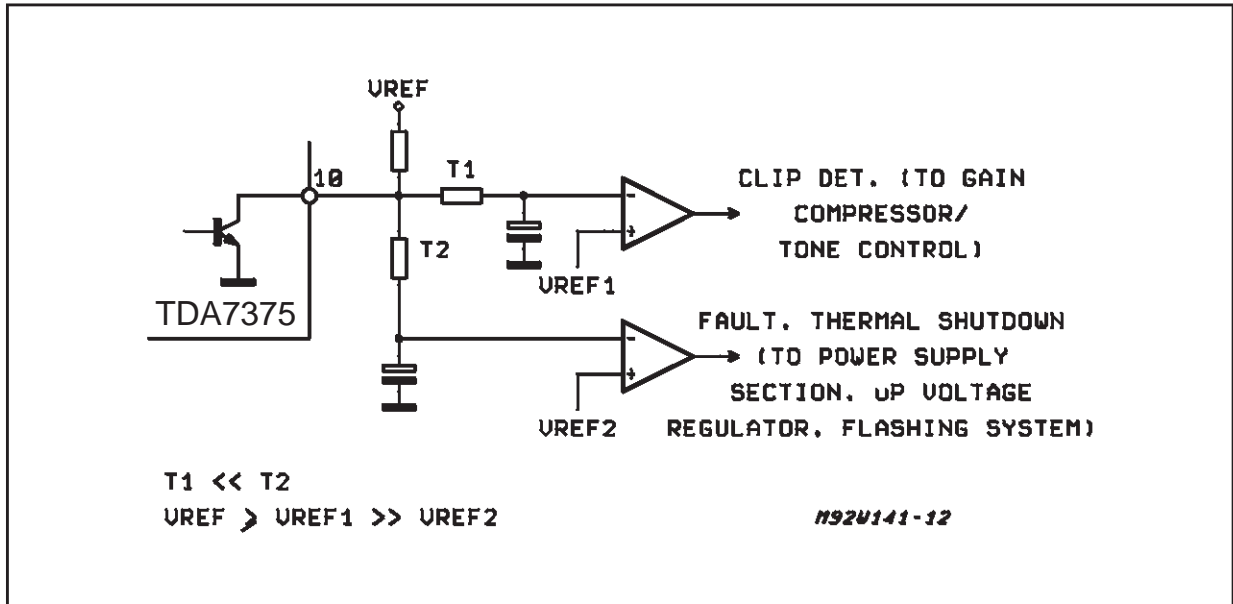 VREF
10
T1
T2
TDA7375
VREF1
CLIP DET. (TO GAIN
COMPRESSOR/
TONE CONTROL)
VREF2
FAULT. THERMAL SHUTDOWN
(TO POWER SUPPLY
SECTION. uP VOLTAGE
REGULATOR. FLASHING SYSTEM)
-
+
-
+
T1 << T2
VREF > VREF1 >> VREF2
M92W141-12